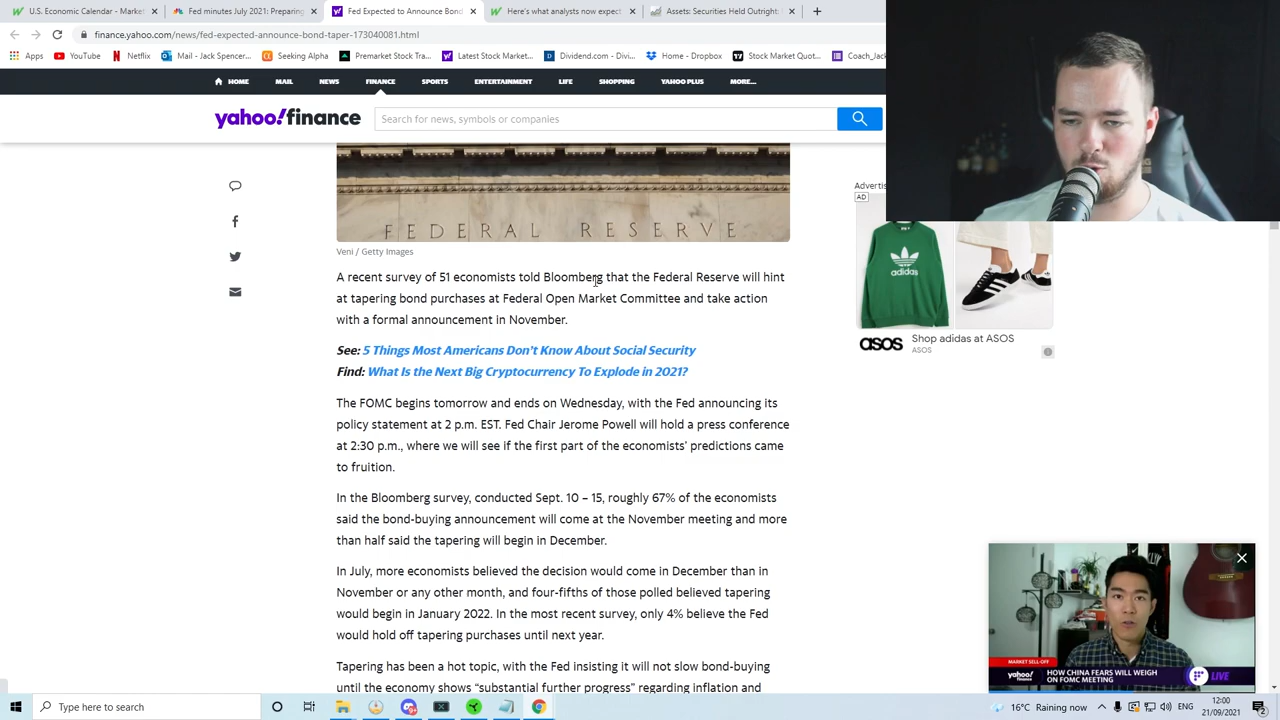 U.S. Economic Calendar - Market
Fed minutes July 2021: Preparing
Fed Expected to Announce Bond
Here's what analysts now expect
Assets: Securities Held Outright:
finance.yahoo.com/news/fed-expected-announce-bond-taper-173040081.html
Apps
YouTube
Netflix
Mail - Jack Spencer...
Seeking Alpha
Premarket Stock Tra...
Latest Stock Market...
Dividend.com - Divi...
Home - Dropbox
Stock Market Quot...
Coach_Jack
HOME
MAIL
NEWS
FINANCE
SPORTS
ENTERTAINMENT
LIFE
SHOPPING
YAHOO PLUS
MORE...
yahoo!finance
Search for news, symbols or companies
FEDERAL RESERVE
Veni / Getty Images
A recent survey of 51 economists told Bloomberg that the Federal Reserve will hint
at tapering bond purchases at Federal Open Market Committee and take action
with a formal announcement in November.
See: 5 Things Most Americans Don't Know About Social Security
Find: What Is the Next Big Cryptocurrency To Explode in 2021?
The FOMC begins tomorrow and ends on Wednesday, with the Fed announcing its
policy statement at 2 p.m. EST. Fed Chair Jerome Powell will hold a press conference
at 2:30 p.m., where we will see if the first part of the economists' predictions came
to fruition.
In the Bloomberg survey, conducted Sept. 10 – 15, roughly 67% of the economists
said the bond-buying announcement will come at the November meeting and more
than half said the tapering will begin in December.
In July, more economists believed the decision would come in December than in
November or any other month, and four-fifths of those polled believed tapering
would begin in January 2022. In the most recent survey, only 4% believe the Fed
would hold off tapering purchases until next year.
Tapering has been a hot topic, with the Fed insisting it will not slow bond-buying
until the economy shows "substantial further progress" regarding inflation and
Advertis
AD
asos
Shop adidas at ASOS
ASOS
MARKET SELL-OFF
yahoo!
finance
HOW CHINA FEARS WILL WEIGH
ON FOMC MEETING
LIVE
Type here to search
16°C Raining now
ENG
12:00
21/09/2021